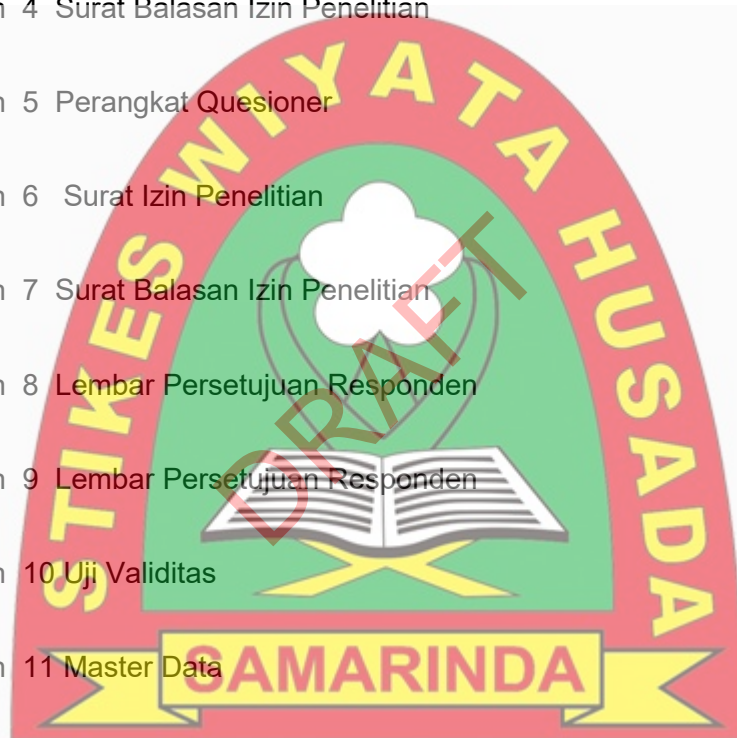 n 4 Surat Balasan Izin Penelitian
n 5 Perangkat Quesioner
n 6 Surat Izin Penelitian
n 7 Surat Balasan Izin Penelitian
n 8 Lembar Persetujuan Responden
n 9 Lembar Persetujuan Responden
n 10 Uji Validitas
n 11 Master Data
STIKES WIYATA HUSADA
SAMARINDA
DRAFT